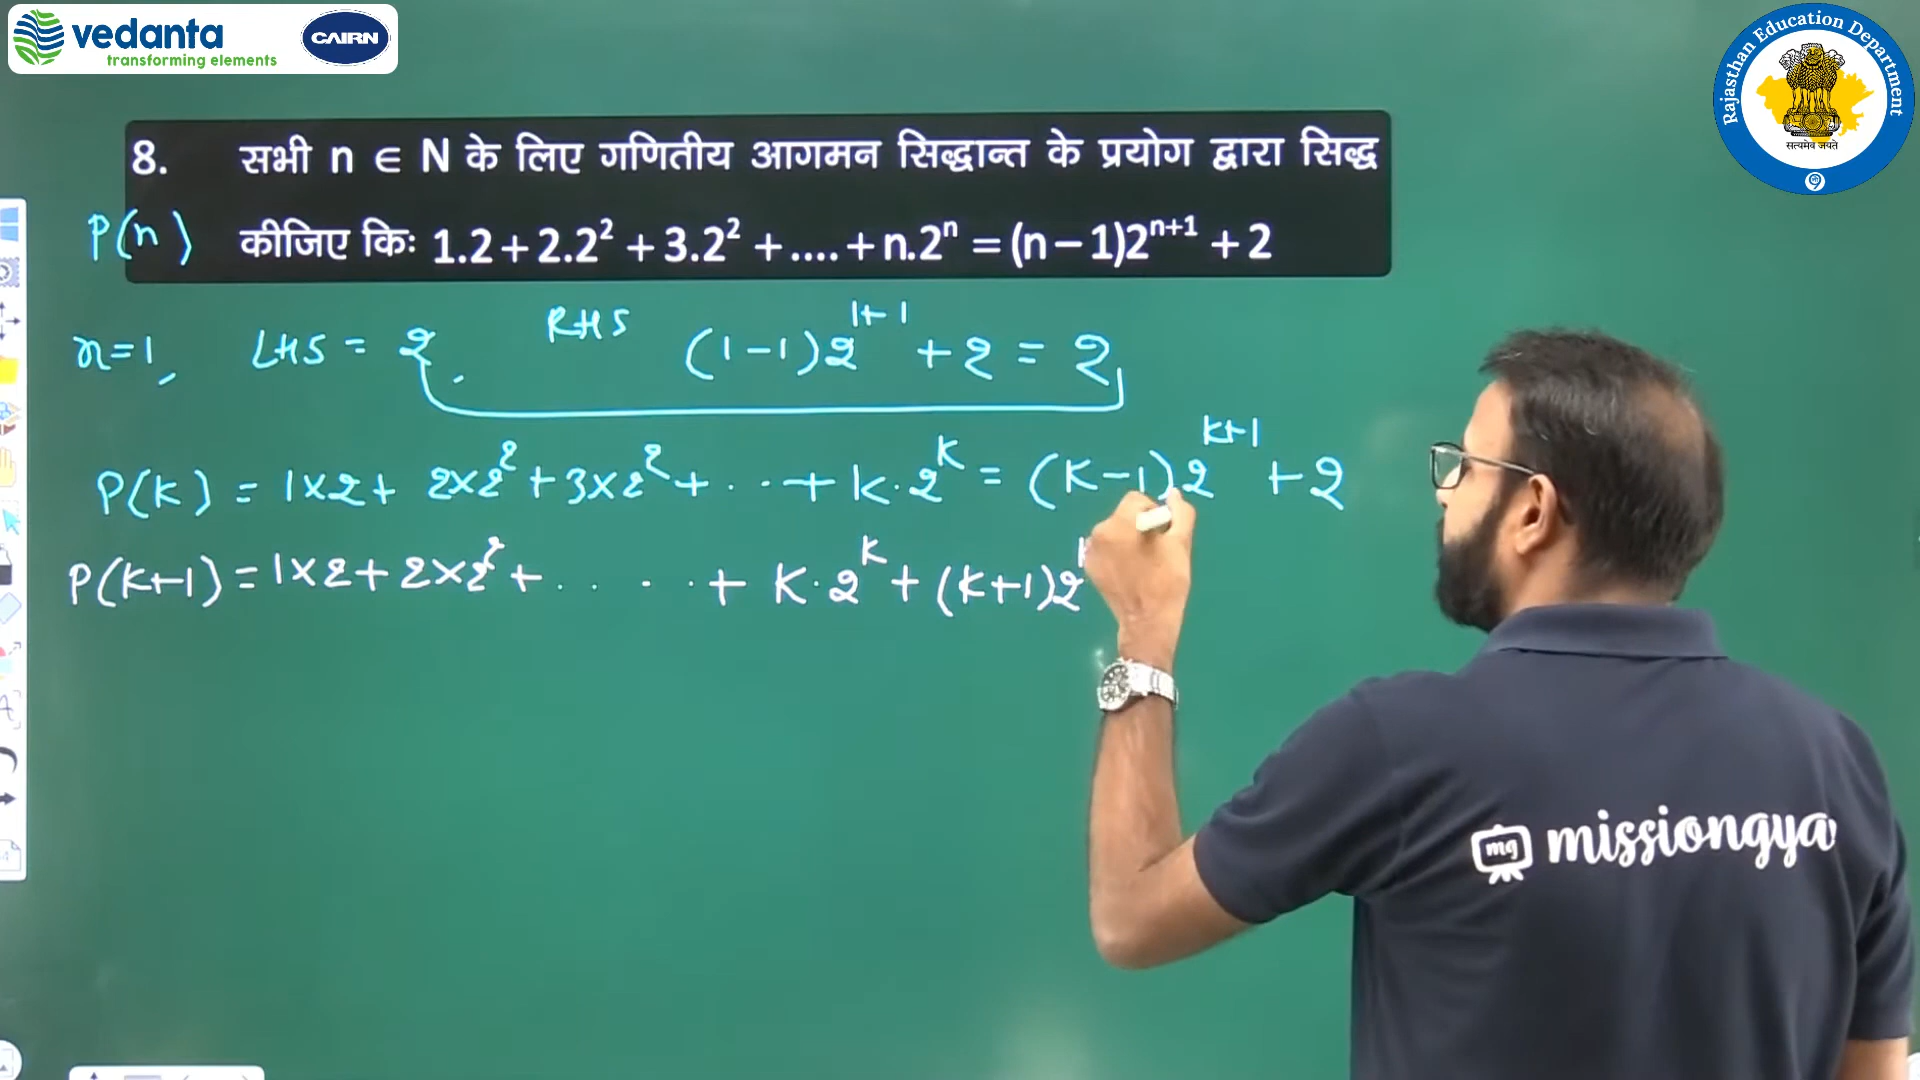 vedanta
transforming elements
CAIRN
Rajasthan Education Department
सत्यमेव जयते
8. सभी n ∈ N के लिए गणितीय आगमन सिद्धान्त के प्रयोग द्वारा सिद्ध
P(n) कीजिए किः 1.2 + 2.2² + 3.2² + .... + n.2ⁿ = (n – 1)2ⁿ⁺¹ + 2
n=1, LHS = 2. RHS (1-1)2¹⁺¹ + 2 = 2
P(K) = 1×2 + 2×2² + 3×2² + ... + K·2ᴷ = (K-1)2ᴷ⁺¹ + 2
P(K+1) = 1×2 + 2×2² + ..... + K·2ᴷ + (K+1)2
mg missiongya